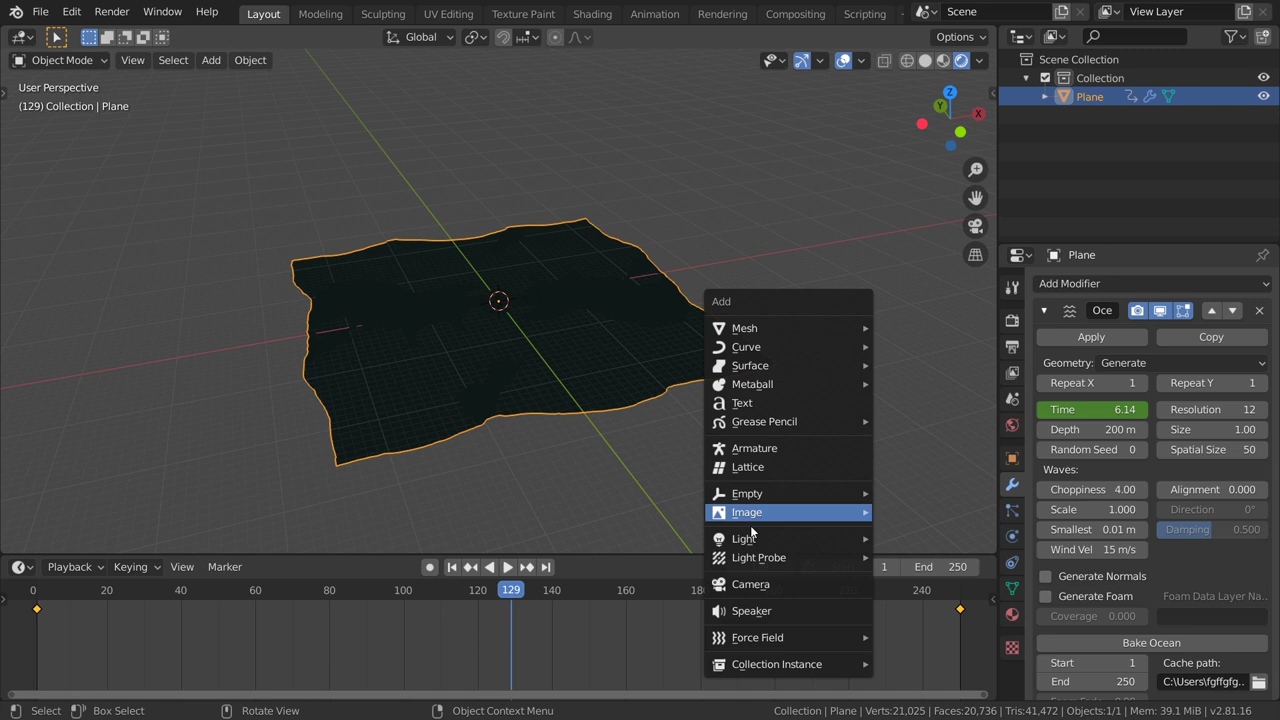 File Edit Render Window Help Layout Modeling Sculpting UV Editing Texture Paint Shading Animation Rendering Compositing Scripting Scene View Layer
Global Options
Object Mode View Select Add Object
User Perspective
(129) Collection | Plane
Z
Y
X
Scene Collection
Collection
Plane
Plane
Add Modifier
Oce
Apply Copy
Geometry: Generate
Repeat X 1 Repeat Y 1
Time 6.14 Resolution 12
Depth 200 m Size 1.00
Random Seed 0 Spatial Size 50
Waves:
Choppiness 4.00 Alignment 0.000
Scale 1.000 Direction 0°
Smallest 0.01 m Damping 0.500
Wind Vel 15 m/s
Generate Normals
Generate Foam Foam Data Layer Na..
Coverage 0.000
Bake Ocean
Start 1 Cache path:
End 250 C:\Users\fgffgfg..
Add
Mesh
Curve
Surface
Metaball
Text
Grease Pencil
Armature
Lattice
Empty
Image
Light
Light Probe
Camera
Speaker
Force Field
Collection Instance
Playback Keying View Marker 1 End 250
0 20 40 60 80 100 120 129 140 160 180 240
Select Box Select Rotate View Object Context Menu Collection | Plane | Verts:21,025 | Faces:20,736 | Tris:41,472 | Objects:1/1 | Mem: 39.1 MiB | v2.81.16